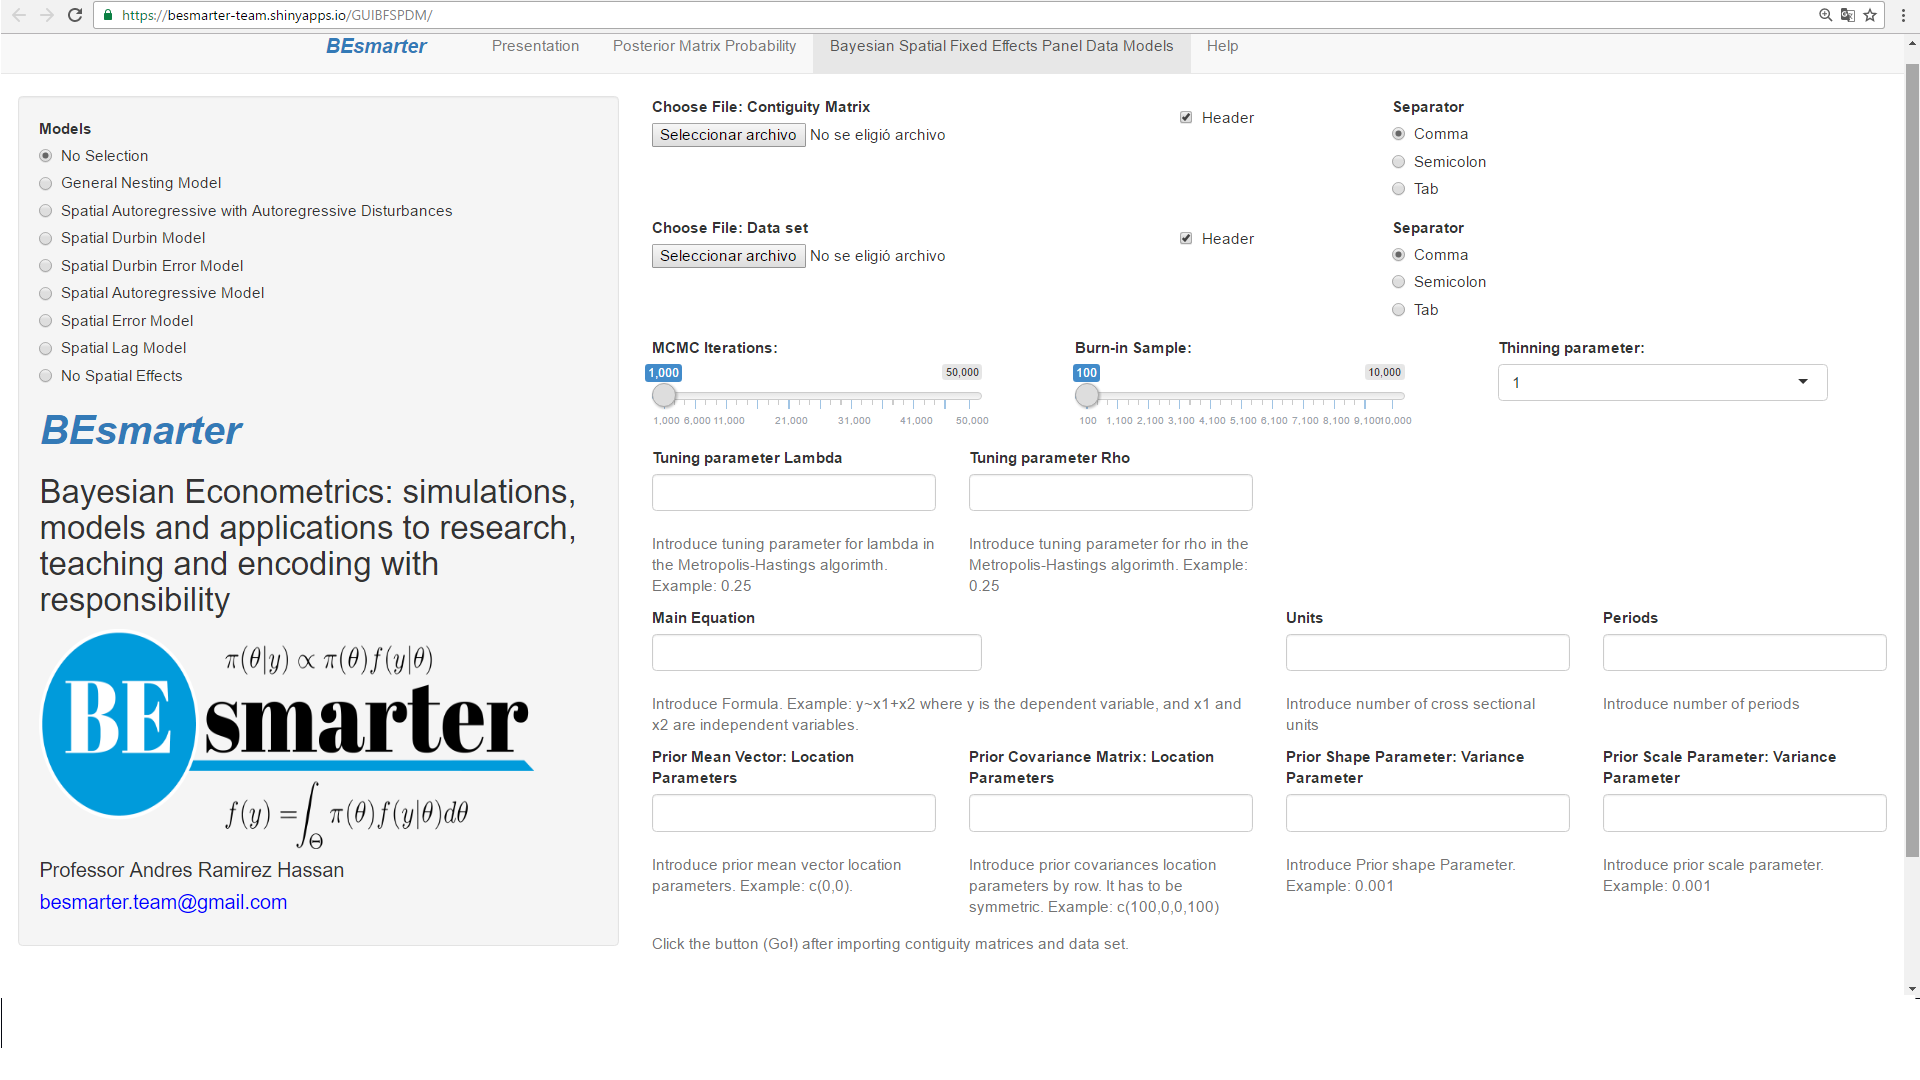 https://besmarter-team.shinyapps.io/GUIBFSPDM/
BEsmarter Presentation Posterior Matrix Probability Bayesian Spatial Fixed Effects Panel Data Models Help
Models
No Selection
General Nesting Model
Spatial Autoregressive with Autoregressive Disturbances
Spatial Durbin Model
Spatial Durbin Error Model
Spatial Autoregressive Model
Spatial Error Model
Spatial Lag Model
No Spatial Effects
BEsmarter
Bayesian Econometrics: simulations,
models and applications to research,
teaching and encoding with
responsibility
π(θ|y) ∝ π(θ)f(y|θ)
BE smarter
f(y) = ∫_Θ π(θ)f(y|θ)dθ
Professor Andres Ramirez Hassan
besmarter.team@gmail.com
Choose File: Contiguity Matrix
Seleccionar archivo No se eligió archivo
Header
Separator
Comma
Semicolon
Tab
Choose File: Data set
Seleccionar archivo No se eligió archivo
Header
Separator
Comma
Semicolon
Tab
MCMC Iterations:
1,000 50,000
1,000 6,000 11,000 21,000 31,000 41,000 50,000
Burn-in Sample:
100 10,000
100 1,100 2,100 3,100 4,100 5,100 6,100 7,100 8,100 9,100 10,000
Thinning parameter:
1
Tuning parameter Lambda
Introduce tuning parameter for lambda in
the Metropolis-Hastings algorimth.
Example: 0.25
Tuning parameter Rho
Introduce tuning parameter for rho in the
Metropolis-Hastings algorimth. Example:
0.25
Main Equation
Introduce Formula. Example: y~x1+x2 where y is the dependent variable, and x1 and
x2 are independent variables.
Units
Introduce number of cross sectional
units
Periods
Introduce number of periods
Prior Mean Vector: Location
Parameters
Introduce prior mean vector location
parameters. Example: c(0,0).
Prior Covariance Matrix: Location
Parameters
Introduce prior covariances location
parameters by row. It has to be
symmetric. Example: c(100,0,0,100)
Prior Shape Parameter: Variance
Parameter
Introduce Prior shape Parameter.
Example: 0.001
Prior Scale Parameter: Variance
Parameter
Introduce prior scale parameter.
Example: 0.001
Click the button (Go!) after importing contiguity matrices and data set.